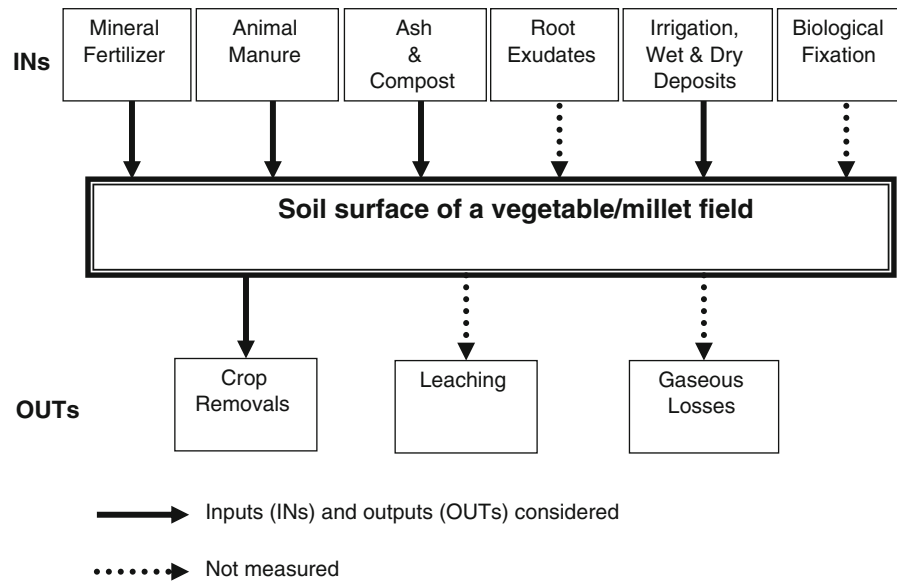 INs
Mineral
Fertilizer
Animal
Manure
Ash
&
Compost
Root
Exudates
Irrigation,
Wet & Dry
Deposits
Biological
Fixation
Soil surface of a vegetable/millet field
OUTs
Crop
Removals
Leaching
Gaseous
Losses
Inputs (INs) and outputs (OUTs) considered
Not measured